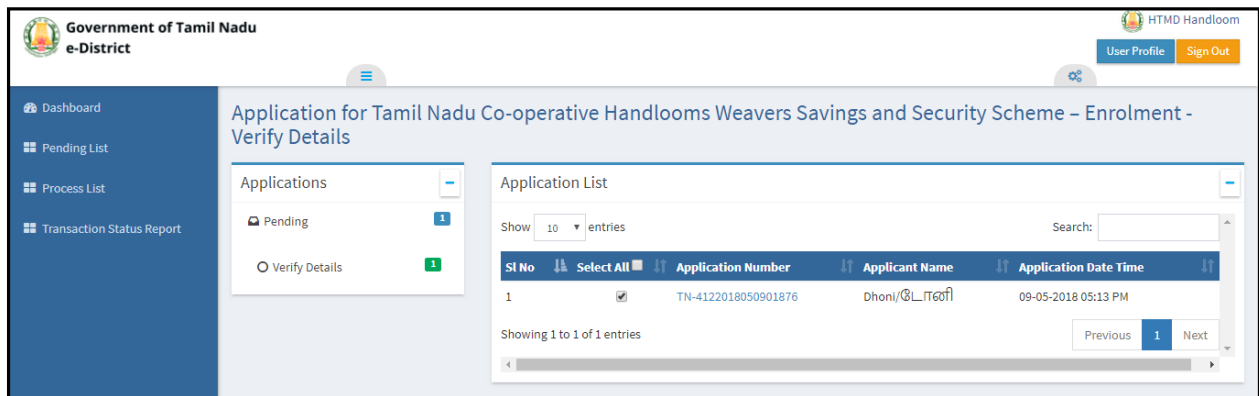 Government of Tamil Nadu
e-District
HTMD Handloom
User Profile
Sign Out
Dashboard
Pending List
Process List
Transaction Status Report
Application for Tamil Nadu Co-operative Handlooms Weavers Savings and Security Scheme – Enrolment -
Verify Details
Applications
Pending 1
Verify Details 1
Application List
Show 10 entries Search:
Sl No Select All Application Number Applicant Name Application Date Time
1 TN-4122018050901876 Dhoni/டோனி 09-05-2018 05:13 PM
Showing 1 to 1 of 1 entries
Previous 1 Next